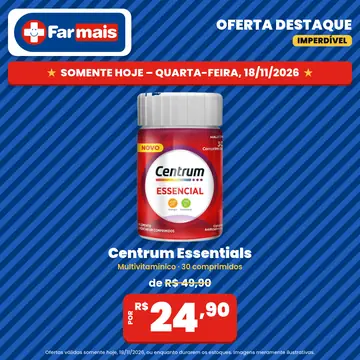 Farmais
OFERTA DESTAQUE
IMPERDÍVEL
★ SOMENTE HOJE – QUARTA-FEIRA, 18/11/2026 ★
NOVO
Centrum
ESSENCIAL
Centrum Essentials
Multivitamínico · 30 comprimidos
de R$ 49,90
POR R$ 24,90
Ofertas válidas somente hoje, 18/11/2026, ou enquanto durarem os estoques. Imagens meramente ilustrativas.